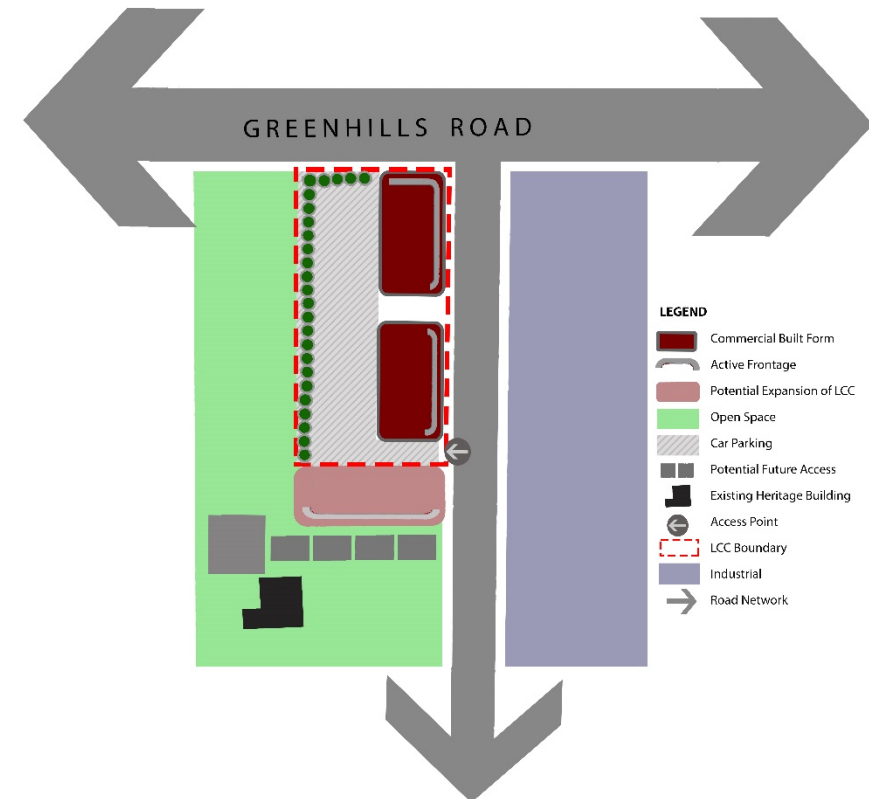 GREENHILLS ROAD
LEGEND
Commercial Built Form
Active Frontage
Potential Expansion of LCC
Open Space
Car Parking
Potential Future Access
Existing Heritage Building
Access Point
LCC Boundary
Industrial
Road Network